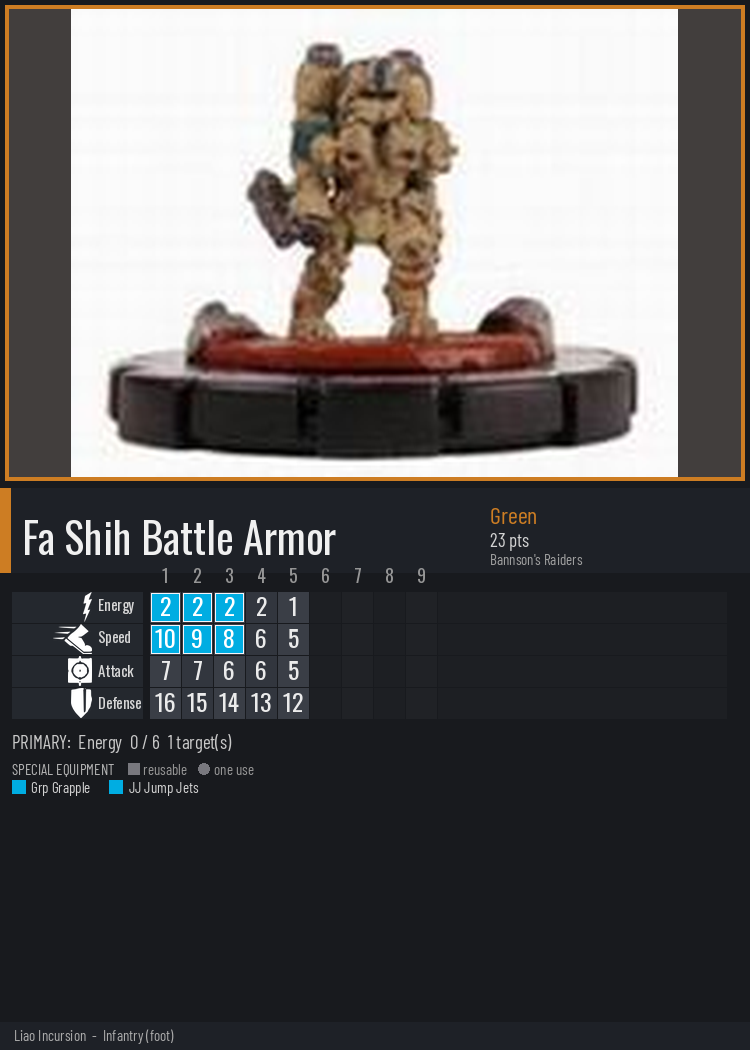 Fa Shih Battle Armor
Green
23 pts
Bannson's Raiders
1 2 3 4 5 6 7 8 9
Energy 2 2 2 2 1
Speed 10 9 8 6 5
Attack 7 7 6 6 5
Defense 16 15 14 13 12
PRIMARY: Energy 0 / 6 1 target(s)
SPECIAL EQUIPMENT reusable one use
Grp Grapple JJ Jump Jets
Liao Incursion - Infantry (foot)